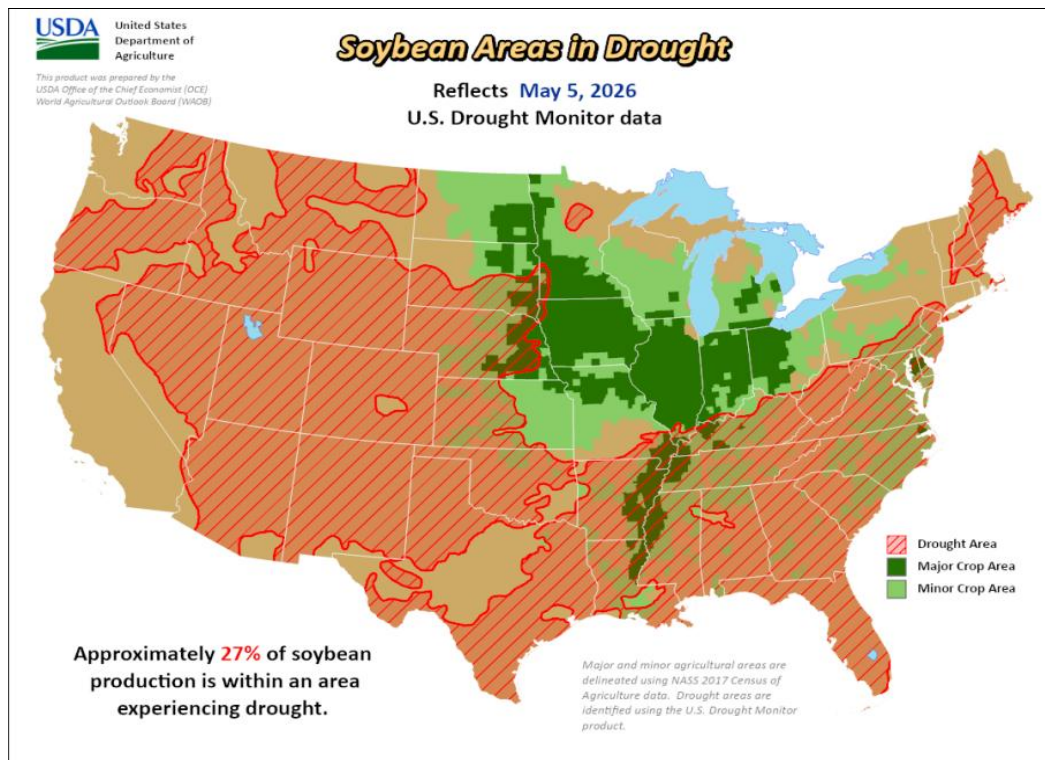 USDA
United States
Department of
Agriculture
This product was prepared by the
USDA Office of the Chief Economist (OCE)
World Agricultural Outlook Board (WAOB)
Soybean Areas in Drought
Reflects May 5, 2026
U.S. Drought Monitor data
Drought Area
Major Crop Area
Minor Crop Area
Approximately 27% of soybean
production is within an area
experiencing drought.
Major and minor agricultural areas are
delineated using NASS 2017 Census of
Agriculture data. Drought areas are
identified using the U.S. Drought Monitor
product.